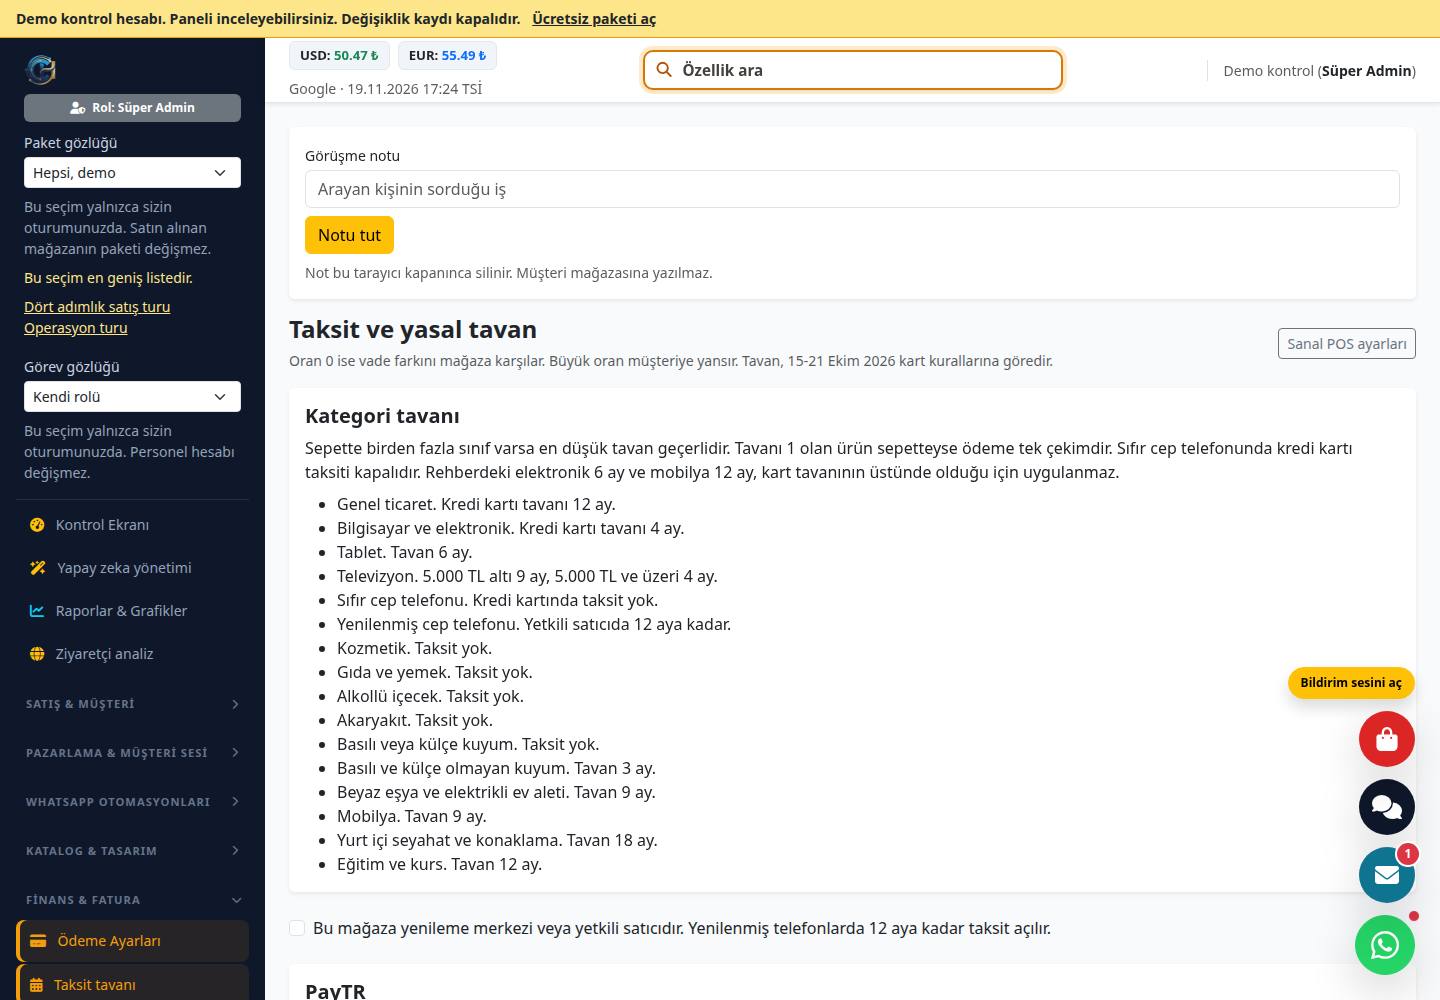 Demo kontrol hesabı. Paneli inceleyebilirsiniz. Değişiklik kaydı kapalıdır. Ücretsiz paketi aç
Rol: Süper Admin
Paket gözlüğü
Hepsi, demo
Bu seçim yalnızca sizin
oturumunuzda. Satın alınan
mağazanın paketi değişmez.
Bu seçim en geniş listedir.
Dört adımlık satış turu
Operasyon turu
Görev gözlüğü
Kendi rolü
Bu seçim yalnızca sizin
oturumunuzda. Personel hesabı
değişmez.
Kontrol Ekranı
Yapay zeka yönetimi
Raporlar & Grafikler
Ziyaretçi analiz
SATIŞ & MÜŞTERİ
PAZARLAMA & MÜŞTERİ SESİ
WHATSAPP OTOMASYONLARI
KATALOG & TASARIM
FİNANS & FATURA
Ödeme Ayarları
Taksit tavanı
USD: 50.47 ₺ EUR: 55.49 ₺
Google · 19.11.2026 17:24 TSİ
Özellik ara
Demo kontrol (Süper Admin)
Görüşme notu
Arayan kişinin sorduğu iş
Notu tut
Not bu tarayıcı kapanınca silinir. Müşteri mağazasına yazılmaz.
Taksit ve yasal tavan
Oran 0 ise vade farkını mağaza karşılar. Büyük oran müşteriye yansır. Tavan, 15-21 Ekim 2026 kart kurallarına göredir.
Sanal POS ayarları
Kategori tavanı
Sepette birden fazla sınıf varsa en düşük tavan geçerlidir. Tavanı 1 olan ürün sepetteyse ödeme tek çekimdir. Sıfır cep telefonunda kredi kartı
taksiti kapalıdır. Rehberdeki elektronik 6 ay ve mobilya 12 ay, kart tavanının üstünde olduğu için uygulanmaz.
Genel ticaret. Kredi kartı tavanı 12 ay.
Bilgisayar ve elektronik. Kredi kartı tavanı 4 ay.
Tablet. Tavan 6 ay.
Televizyon. 5.000 TL altı 9 ay, 5.000 TL ve üzeri 4 ay.
Sıfır cep telefonu. Kredi kartında taksit yok.
Yenilenmiş cep telefonu. Yetkili satıcıda 12 aya kadar.
Kozmetik. Taksit yok.
Gıda ve yemek. Taksit yok.
Alkollü içecek. Taksit yok.
Akaryakıt. Taksit yok.
Basılı veya külçe kuyum. Taksit yok.
Basılı ve külçe olmayan kuyum. Tavan 3 ay.
Beyaz eşya ve elektrikli ev aleti. Tavan 9 ay.
Mobilya. Tavan 9 ay.
Yurt içi seyahat ve konaklama. Tavan 18 ay.
Eğitim ve kurs. Tavan 12 ay.
Bildirim sesini aç
1
Bu mağaza yenileme merkezi veya yetkili satıcıdır. Yenilenmiş telefonlarda 12 aya kadar taksit açılır.
PayTR